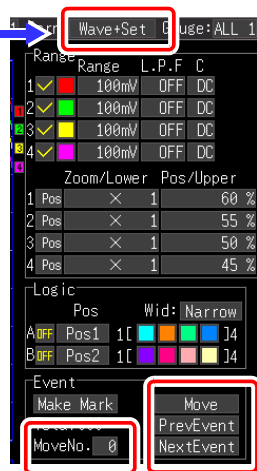 Wave+Set ALL 1
Range
Range L.P.F C
1 100mV OFF DC
2 100mV OFF DC
3 100mV OFF DC
4 100mV OFF DC
Zoom/Lower Pos/Upper
1 Pos × 1 60 %
2 Pos × 1 55 %
3 Pos × 1 50 %
4 Pos × 1 45 %
Logic
Pos Wid: Narrow
A OFF Pos1 1[ ]4
B OFF Pos2 1[ ]4
Event
Make Mark Move
PrevEvent
MoveNo. 0 NextEvent